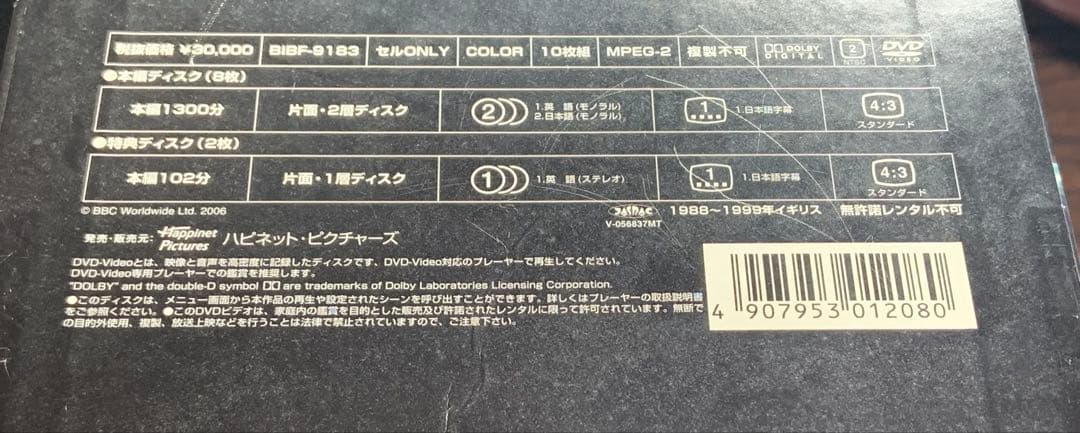 税抜価格 ¥30,000 BIBF-9183 セルONLY COLOR 10枚組 MPEG-2 複製不可 DOLBY DIGITAL 2 NTSC DVD VIDEO
●本編ディスク(8枚)
本編1300分 片面・2層ディスク 2 1.英 語(モノラル) 2.日本語(モノラル) 1 1.日本語字幕 4:3 スタンダード
●特典ディスク(2枚)
本編102分 片面・1層ディスク 1 1.英 語(ステレオ) 1 1.日本語字幕 4:3 スタンダード
© BBC Worldwide Ltd. 2006 JASRAC V-056837MT 1988~1999年イギリス 無許諾レンタル不可
発売・販売元: Happinet Pictures ハピネット・ピクチャーズ
DVD-Videoとは、映像と音声を高密度に記録したディスクです、DVD-Video対応のプレーヤーで再生してください。
DVD-Video専用プレーヤーでの鑑賞を推奨します。
"DOLBY" and the double-D symbol are trademarks of Dolby Laboratories Licensing Corporation.
●このディスクは、メニュー画面から本作品の再生や設定されたシーンを呼び出すことができます。詳しくはプレーヤーの取扱説明書
をご参照ください。●このDVDビデオは、家庭内の鑑賞を目的とした販売及び許諾されたレンタルに限って許可されています。無断で
の目的外使用、複製、放送上映などを行うことは法律で禁止されていますので、ご注意下さい。
4 907953 012080